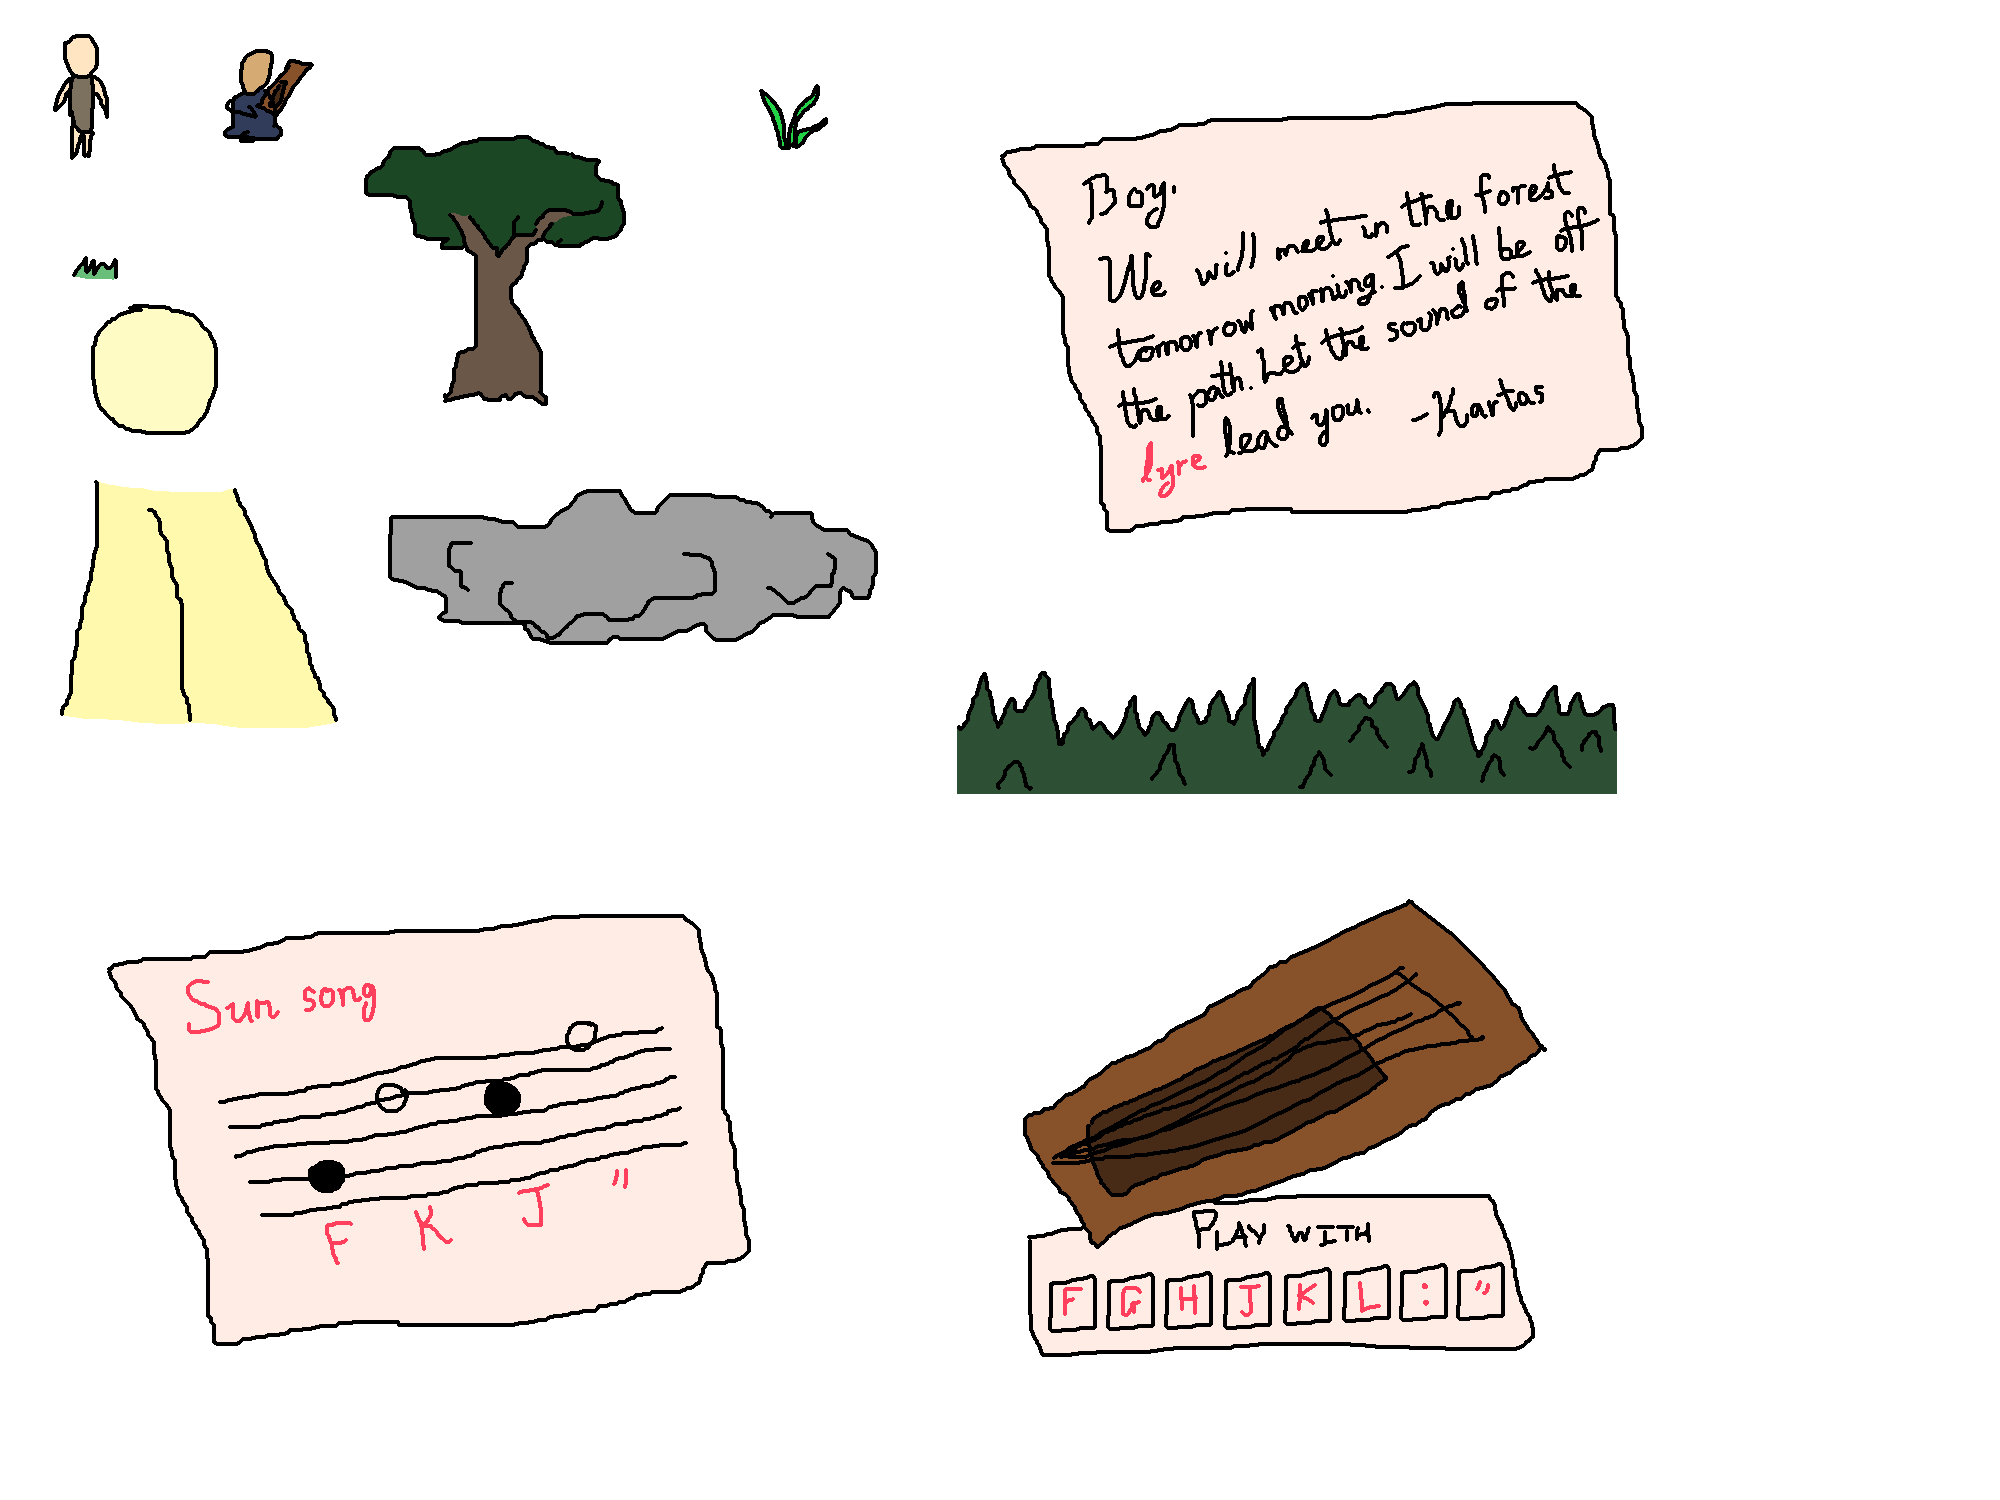 Boy.
We will meet in the forest
tomorrow morning. I will be off
the path. Let the sound of the
lyre lead you. -Kartas
Sun song
F K J "
PLAY WITH
F G H J K L : "